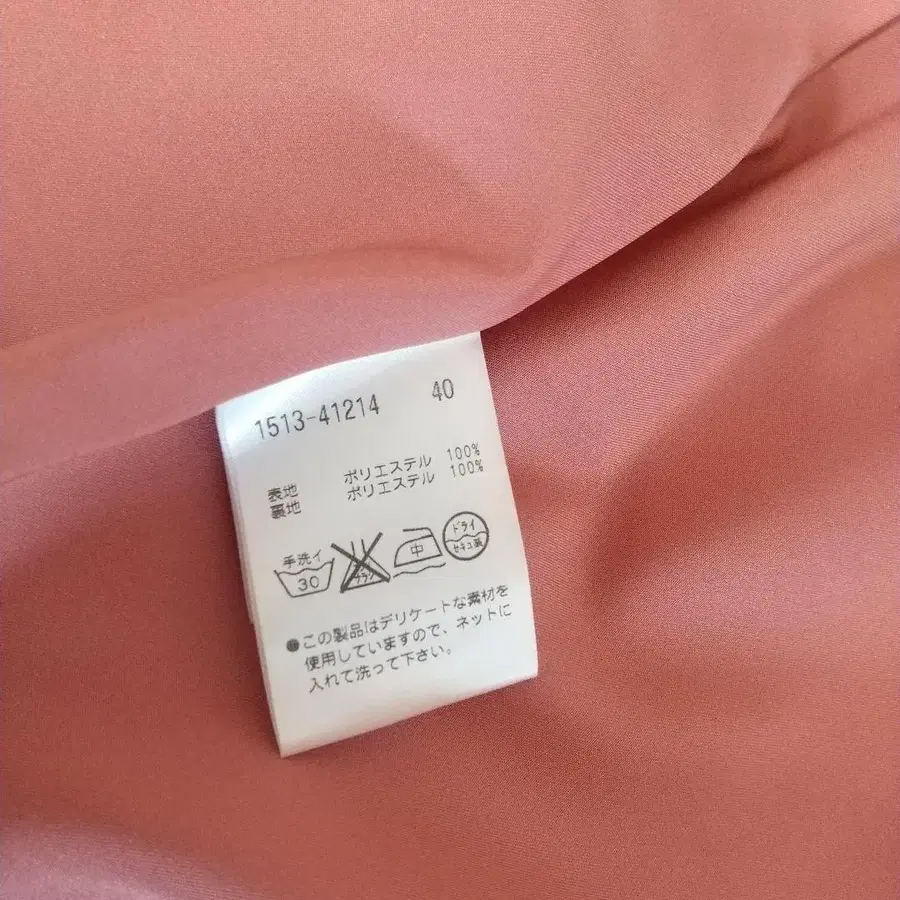 1513-41214 40
表地 ポリエステル 100%
裏地 ポリエステル 100%
手洗イ
30
中
ドライ
セキユ系
●この製品はデリケートな素材を
使用していますので、ネットに
入れて洗って下さい。